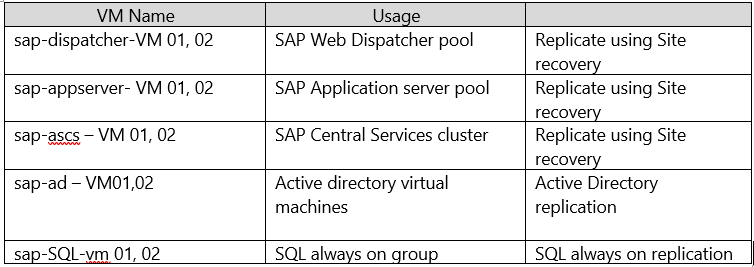 VM Name Usage
sap-dispatcher-VM 01, 02 SAP Web Dispatcher pool Replicate using Site
recovery
sap-appserver- VM 01, 02 SAP Application server pool Replicate using Site
recovery
sap-ascs – VM 01, 02 SAP Central Services cluster Replicate using Site
recovery
sap-ad – VM01,02 Active directory virtual Active Directory
machines replication
sap-SQL-vm 01, 02 SQL always on group SQL always on replication